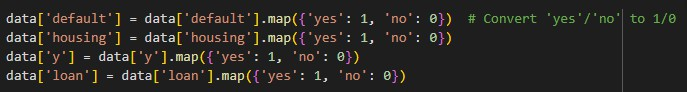 data['default'] = data['default'].map({'yes': 1, 'no': 0})  # Convert 'yes'/'no' to 1/0
data['housing'] = data['housing'].map({'yes': 1, 'no': 0})
data['y'] = data['y'].map({'yes': 1, 'no': 0})
data['loan'] = data['loan'].map({'yes': 1, 'no': 0})